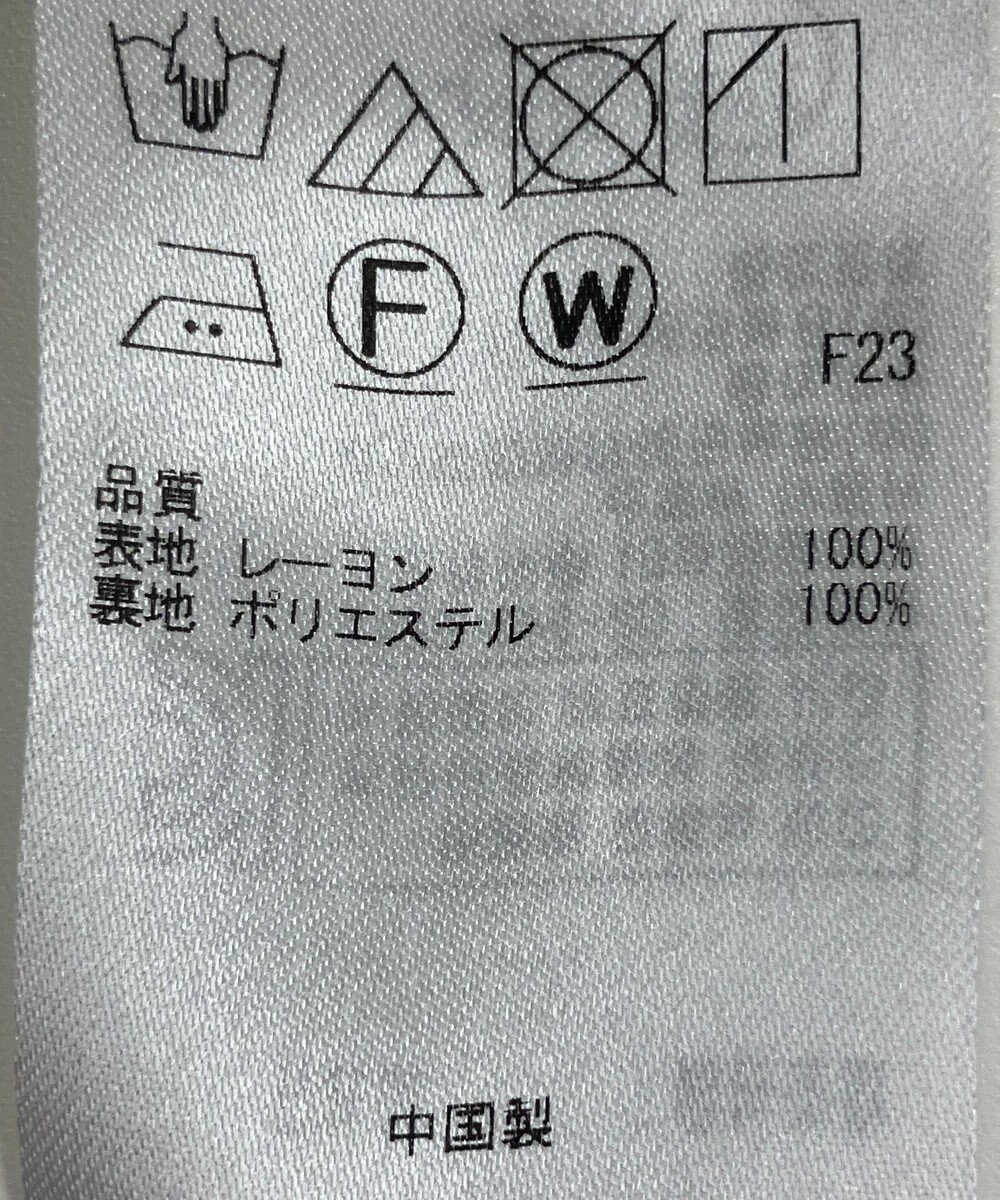 F W
F23
品質
表地 レーヨン 100%
裏地 ポリエステル 100%
中国製